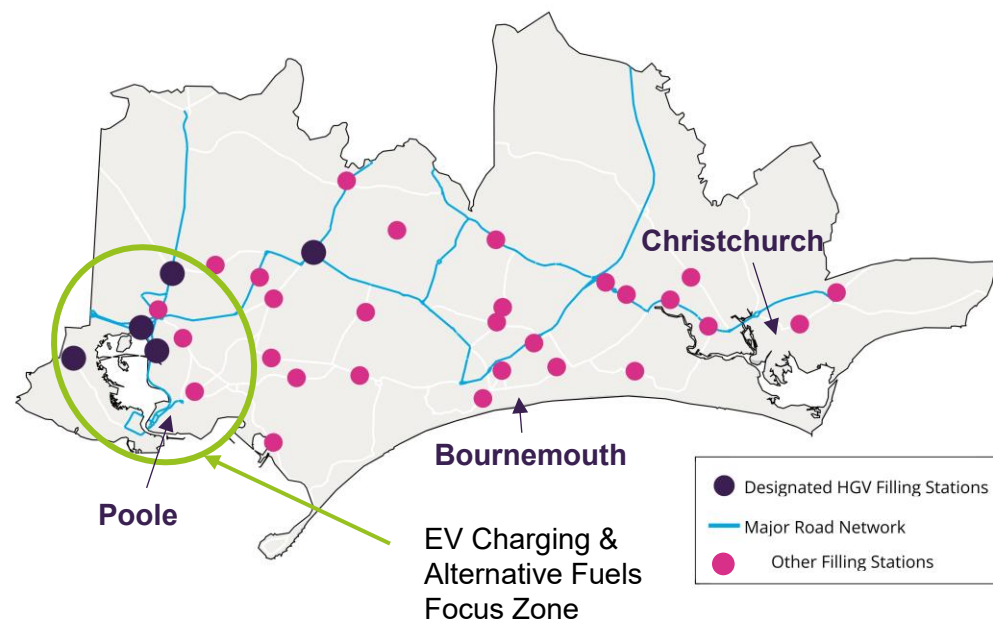 Christchurch
Bournemouth
Poole
EV Charging &
Alternative Fuels
Focus Zone
Designated HGV Filling Stations
Major Road Network
Other Filling Stations